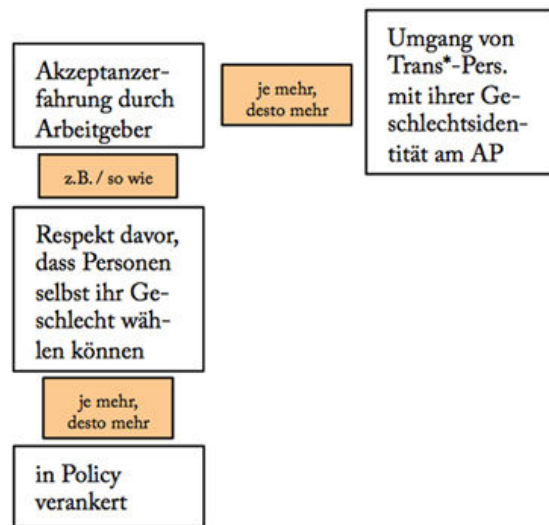 Akzeptanzer-
fahrung durch
Arbeitgeber
je mehr,
desto mehr
Umgang von
Trans*-Pers.
mit ihrer Ge-
schlechtsiden-
tität am AP
z.B. / so wie
Respekt davor,
dass Personen
selbst ihr Ge-
schlecht wäh-
len können
je mehr,
desto mehr
in Policy
verankert